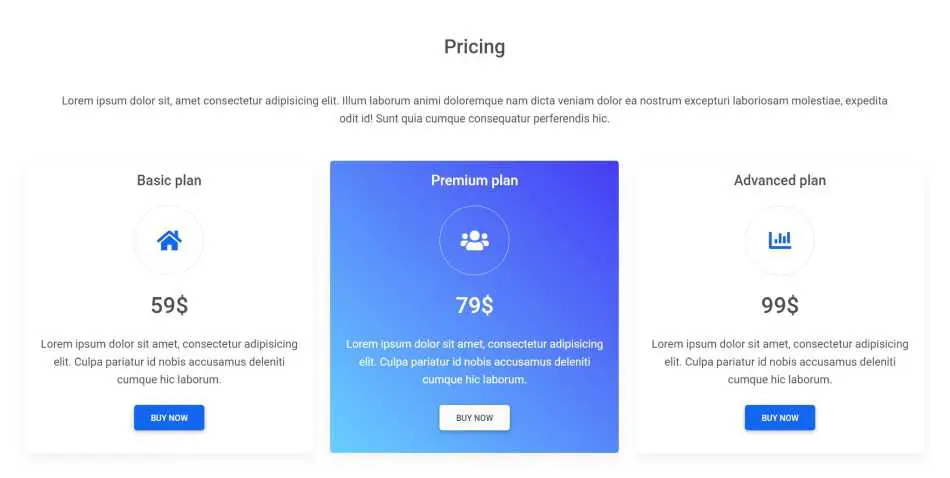 Pricing
Lorem ipsum dolor sit, amet consectetur adipisicing elit. Illum laborum animi doloremque nam dicta veniam dolor ea nostrum excepturi laboriosam molestiae, expedita
odit id! Sunt quia cumque consequatur perferendis hic.
Basic plan
59$
Lorem ipsum dolor sit amet, consectetur adipisicing
elit. Culpa pariatur id nobis accusamus deleniti
cumque hic laborum.
BUY NOW
Premium plan
79$
Lorem ipsum dolor sit amet, consectetur adipisicing
elit. Culpa pariatur id nobis accusamus deleniti
cumque hic laborum.
BUY NOW
Advanced plan
99$
Lorem ipsum dolor sit amet, consectetur adipisicing
elit. Culpa pariatur id nobis accusamus deleniti
cumque hic laborum.
BUY NOW